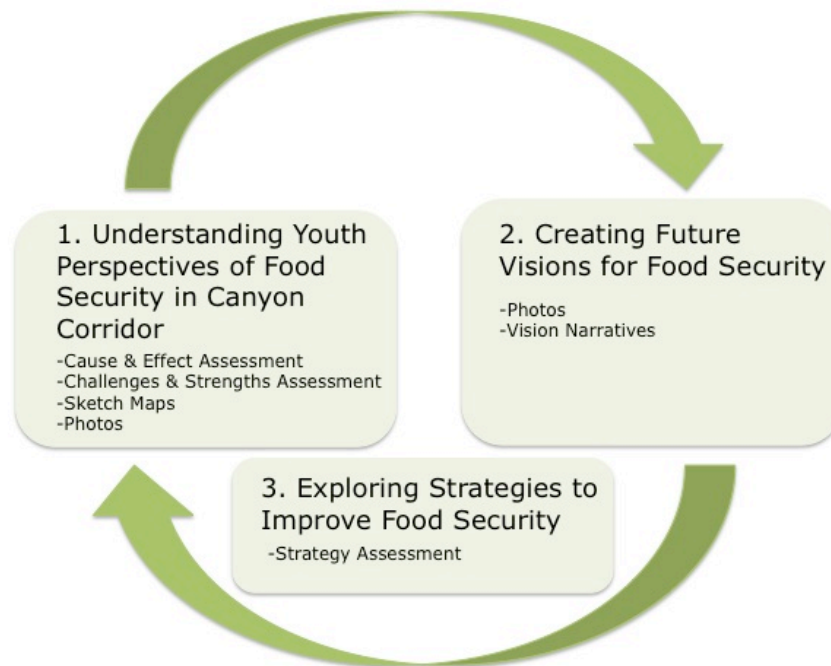 1. Understanding Youth
Perspectives of Food
Security in Canyon
Corridor
-Cause & Effect Assessment
-Challenges & Strengths Assessment
-Sketch Maps
-Photos
2. Creating Future
Visions for Food Security
-Photos
-Vision Narratives
3. Exploring Strategies to
Improve Food Security
-Strategy Assessment